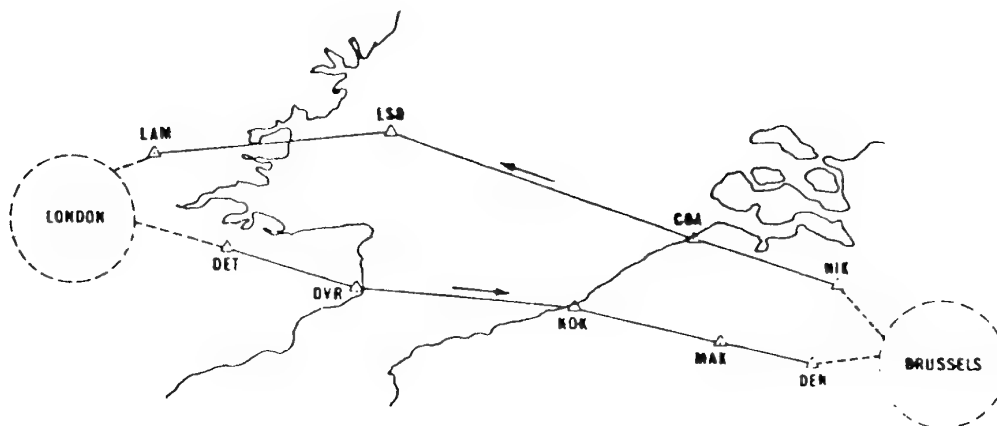 LSD
LAM
LONDON
COA
DET
NIK
DVR
KOK
MAK
DEN
BRUSSELS